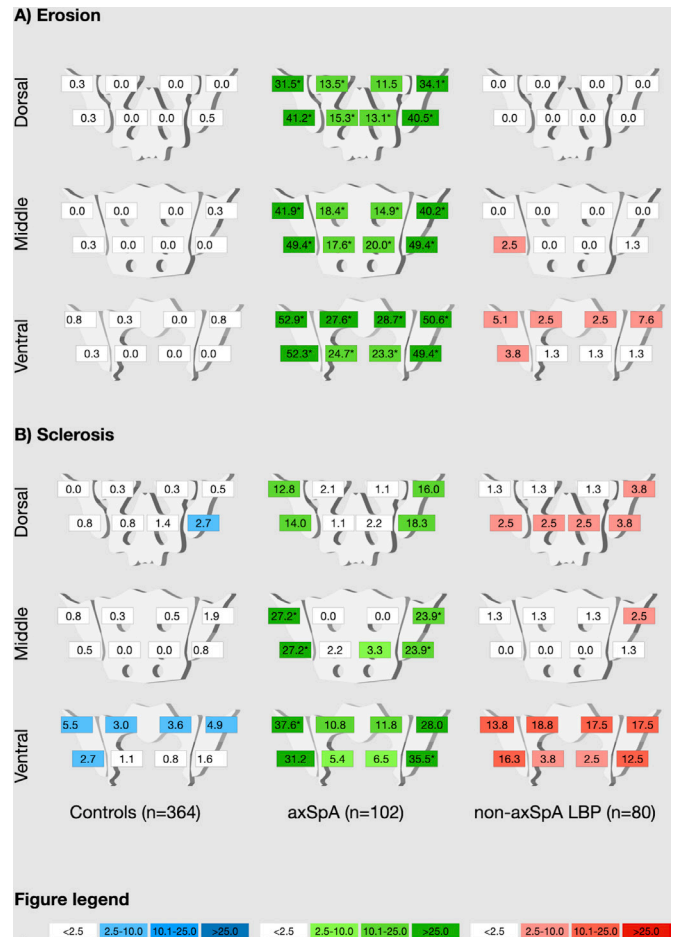 A) Erosion
Dorsal
0.3 0.0 0.0 0.0 31.5* 13.5* 11.5 34.1* 0.0 0.0 0.0 0.0
0.3 0.0 0.0 0.5 41.2* 15.3* 13.1* 40.5* 0.0 0.0 0.0 0.0
Middle
0.0 0.0 0.0 0.3 41.9* 18.4* 14.9* 40.2* 0.0 0.0 0.0 0.0
0.3 0.0 0.0 0.0 49.4* 17.6* 20.0* 49.4* 2.5 0.0 0.0 1.3
Ventral
0.8 0.3 0.0 0.8 52.9* 27.6* 28.7* 50.6* 5.1 2.5 2.5 7.6
0.3 0.0 0.0 0.0 52.3* 24.7* 23.3* 49.4* 3.8 1.3 1.3 1.3
B) Sclerosis
Dorsal
0.0 0.3 0.3 0.5 12.8 2.1 1.1 16.0 1.3 1.3 1.3 3.8
0.8 0.8 1.4 2.7 14.0 1.1 2.2 18.3 2.5 2.5 2.5 3.8
Middle
0.8 0.3 0.5 1.9 27.2* 0.0 0.0 23.9* 1.3 1.3 1.3 2.5
0.5 0.0 0.0 0.8 27.2* 2.2 3.3 23.9* 0.0 0.0 0.0 1.3
Ventral
5.5 3.0 3.6 4.9 37.6* 10.8 11.8 28.0 13.8 18.8 17.5 17.5
2.7 1.1 0.8 1.6 31.2 5.4 6.5 35.5* 16.3 3.8 2.5 12.5
Controls (n=364) axSpA (n=102) non-axSpA LBP (n=80)
Figure legend
<2.5 2.5-10.0 10.1-25.0 >25.0 <2.5 2.5-10.0 10.1-25.0 >25.0 <2.5 2.5-10.0 10.1-25.0 >25.0